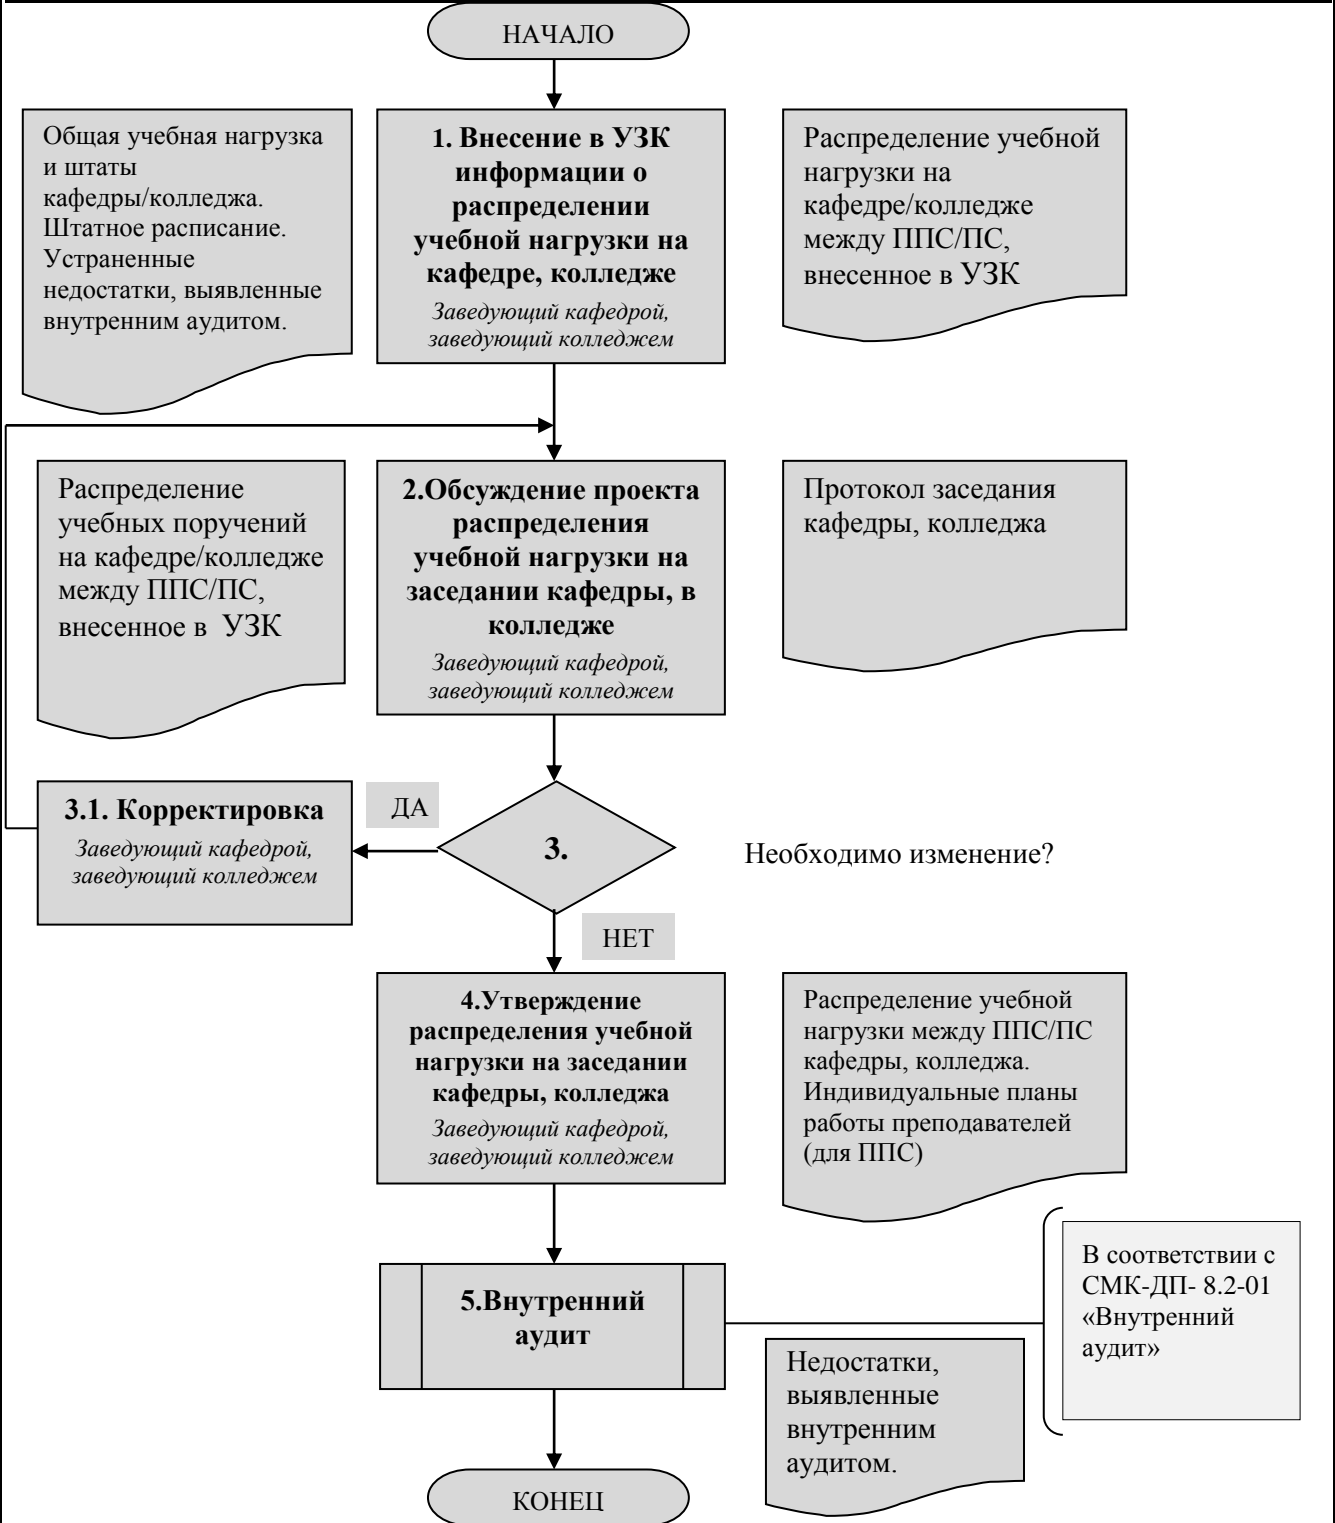 НАЧАЛО
Общая учебная нагрузка
и штаты
кафедры/колледжа.
Штатное расписание.
Устраненные
недостатки, выявленные
внутренним аудитом.
1. Внесение в УЗК
информации о
распределении
учебной нагрузки на
кафедре, колледже
Заведующий кафедрой,
заведующий колледжем
Распределение учебной
нагрузки на
кафедре/колледже
между ППС/ПС,
внесенное в УЗК
Распределение
учебных поручений
на кафедре/колледже
между ППС/ПС,
внесенное в УЗК
2.Обсуждение проекта
распределения
учебной нагрузки на
заседании кафедры, в
колледже
Заведующий кафедрой,
заведующий колледжем
Протокол заседания
кафедры, колледжа
3.1. Корректировка
Заведующий кафедрой,
заведующий колледжем
ДА
3.
Необходимо изменение?
НЕТ
4.Утверждение
распределения учебной
нагрузки на заседании
кафедры, колледжа
Заведующий кафедрой,
заведующий колледжем
Распределение учебной
нагрузки между ППС/ПС
кафедры, колледжа.
Индивидуальные планы
работы преподавателей
(для ППС)
5.Внутренний
аудит
В соответствии с
СМК-ДП- 8.2-01
«Внутренний
аудит»
Недостатки,
выявленные
внутренним
аудитом.
КОНЕЦ